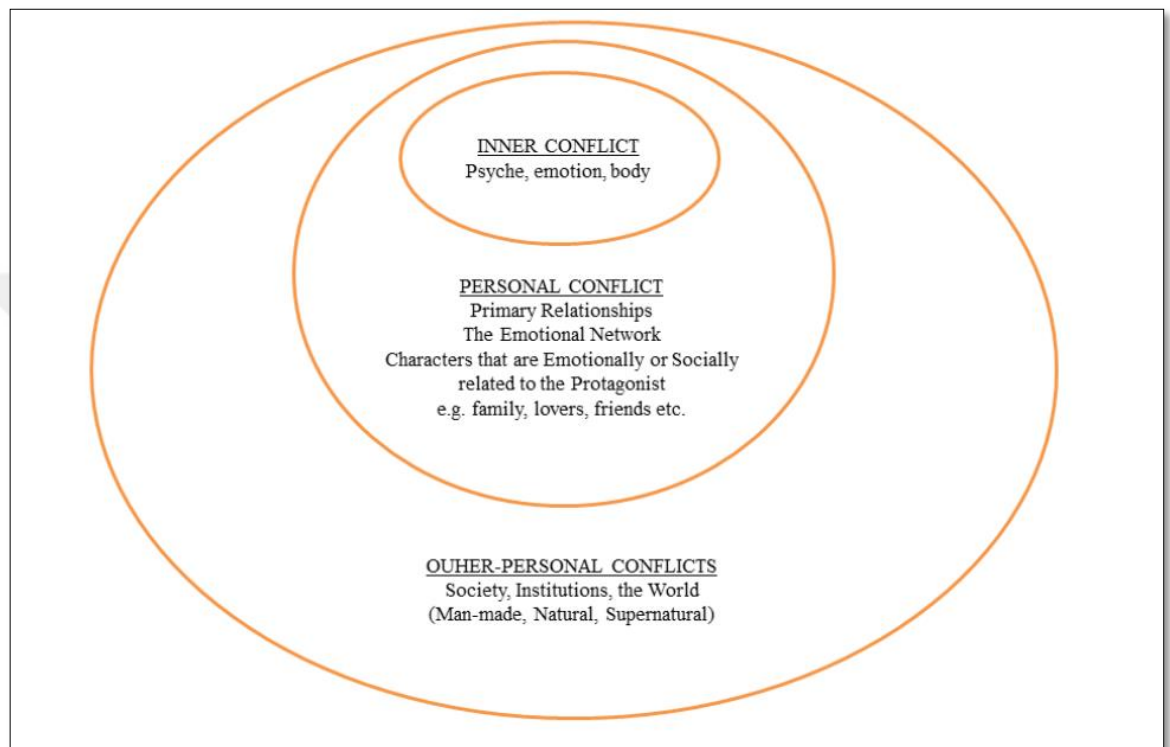 INNER CONFLICT
Psyche, emotion, body
PERSONAL CONFLICT
Primary Relationships
The Emotional Network
Characters that are Emotionally or Socially
related to the Protagonist
e.g. family, lovers, friends etc.
OUHER-PERSONAL CONFLICTS
Society, Institutions, the World
(Man-made, Natural, Supernatural)